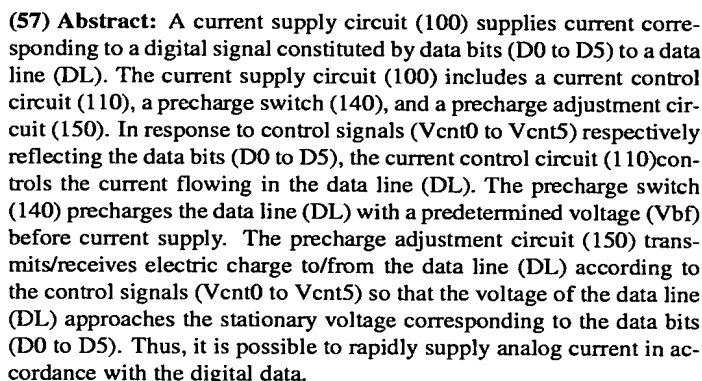 (57) Abstract: A current supply circuit (100) supplies current corre-
sponding to a digital signal constituted by data bits (D0 to D5) to a data
line (DL). The current supply circuit (100) includes a current control
circuit (110), a precharge switch (140), and a precharge adjustment cir-
cuit (150). In response to control signals (Vcnt0 to Vcnt5) respectively
reflecting the data bits (D0 to D5), the current control circuit (110)con-
trols the current flowing in the data line (DL). The precharge switch
(140) precharges the data line (DL) with a predetermined voltage (Vbf)
before current supply. The precharge adjustment circuit (150) trans-
mits/receives electric charge to/from the data line (DL) according to
the control signals (Vcnt0 to Vcnt5) so that the voltage of the data line
(DL) approaches the stationary voltage corresponding to the data bits
(D0 to D5). Thus, it is possible to rapidly supply analog current in ac-
cordance with the digital data.